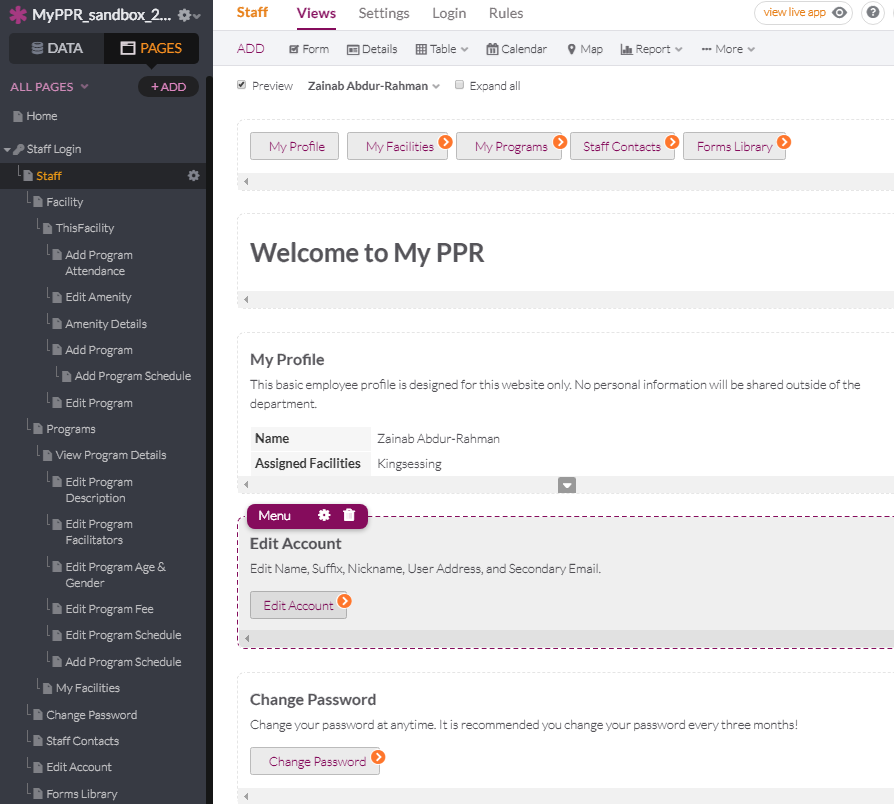 MyPPR_sandbox_2...
DATA
PAGES
ALL PAGES
+ ADD
Home
Staff Login
Staff
Facility
ThisFacility
Add Program
Attendance
Edit Amenity
Amenity Details
Add Program
Add Program Schedule
Edit Program
Programs
View Program Details
Edit Program
Description
Edit Program
Facilitators
Edit Program Age &
Gender
Edit Program Fee
Edit Program Schedule
Add Program Schedule
My Facilities
Change Password
Staff Contacts
Edit Account
Forms Library
Staff Views Settings Login Rules
view live app
?
ADD Form Details Table Calendar Map Report More
Preview Zainab Abdur-Rahman Expand all
My Profile My Facilities My Programs Staff Contacts Forms Library
Welcome to My PPR
My Profile
This basic employee profile is designed for this website only. No personal information will be shared outside of the
department.
Name Zainab Abdur-Rahman
Assigned Facilities Kingsessing
Menu
Edit Account
Edit Name, Suffix, Nickname, User Address, and Secondary Email.
Edit Account
Change Password
Change your password at anytime. It is recommended you change your password every three months!
Change Password